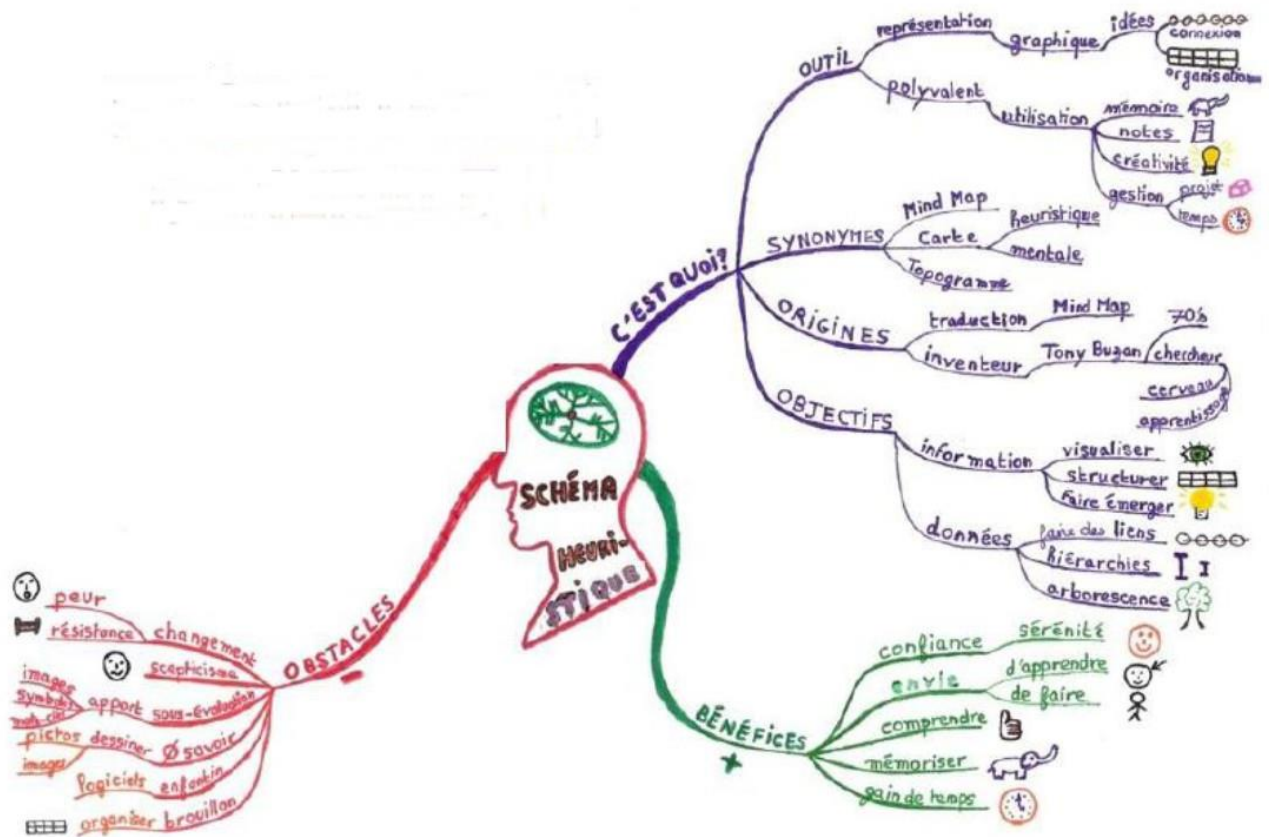 SCHÉMA
HEURI-
STIQUE
C'EST QUOI?
OUTIL
représentation
graphique
idées
connexion
organisation
polyvalent
utilisation
mémoire
notes
créativité
gestion
projet
temps
SYNONYMES
Mind Map
Carte
heuristique
mentale
Topogramme
ORIGINES
traduction
Mind Map
inventeur
Tony Buzan
70's
chercheur
cerveau
apprentissage
OBJECTIFS
information
visualiser
structurer
faire émerger
données
faire des liens
hiérarchies
arborescence
BÉNÉFICES
+
confiance
sérénité
envie
d'apprendre
de faire
comprendre
mémoriser
gain de temps
OBSTACLES
-
changement
peur
résistance
scepticisme
sous-évaluation
apport
images
symboles
mots clés
Ø savoir
dessiner
pictos
images
enfantin
logiciels
brouillon
organiser